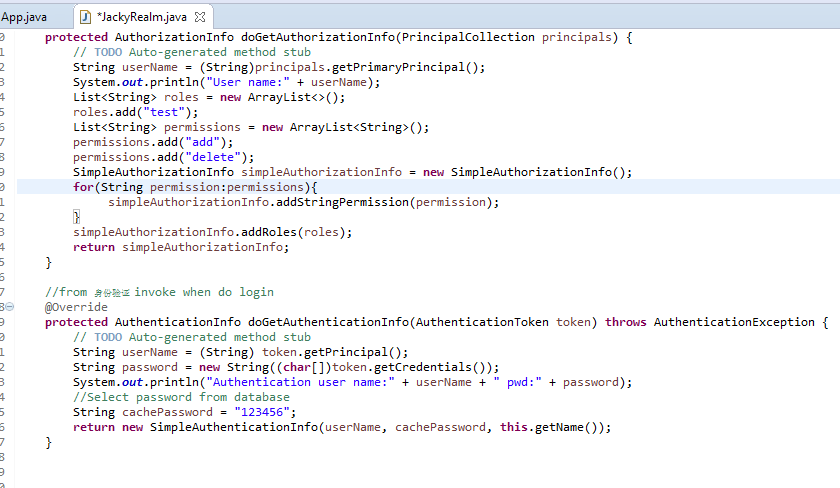 App.java
*JackyRealm.java
protected AuthorizationInfo doGetAuthorizationInfo(PrincipalCollection principals) {
// TODO Auto-generated method stub
String userName = (String)principals.getPrimaryPrincipal();
System.out.println("User name:" + userName);
List<String> roles = new ArrayList<>();
roles.add("test");
List<String> permissions = new ArrayList<String>();
permissions.add("add");
permissions.add("delete");
SimpleAuthorizationInfo simpleAuthorizationInfo = new SimpleAuthorizationInfo();
for(String permission:permissions){
simpleAuthorizationInfo.addStringPermission(permission);
}
simpleAuthorizationInfo.addRoles(roles);
return simpleAuthorizationInfo;
}
//from 身份验证 invoke when do login
@Override
protected AuthenticationInfo doGetAuthenticationInfo(AuthenticationToken token) throws AuthenticationException {
// TODO Auto-generated method stub
String userName = (String) token.getPrincipal();
String password = new String((char[])token.getCredentials());
System.out.println("Authentication user name:" + userName + " pwd:" + password);
//Select password from database
String cachePassword = "123456";
return new SimpleAuthenticationInfo(userName, cachePassword, this.getName());
}